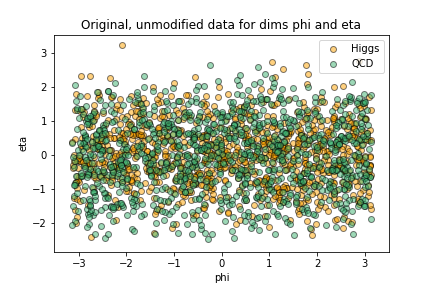 Original, unmodified data for dims phi and eta
Higgs
QCD
3
2
1
0
−1
−2
eta
−3
−2
−1
0
1
2
3
phi